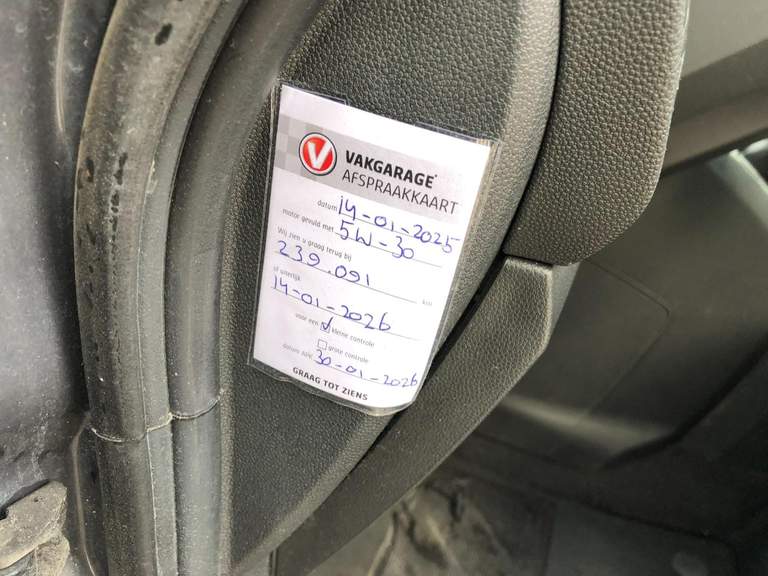 V VAKGARAGE®
AFSPRAAKKAART
datum 14-01-2025
motor gevuld met 5W-30
Wij zien u graag terug bij
239.091 km
of uiterlijk
14-01-2026
voor een ✓ kleine controle
grote controle
datum APK 30-01-2026
GRAAG TOT ZIENS